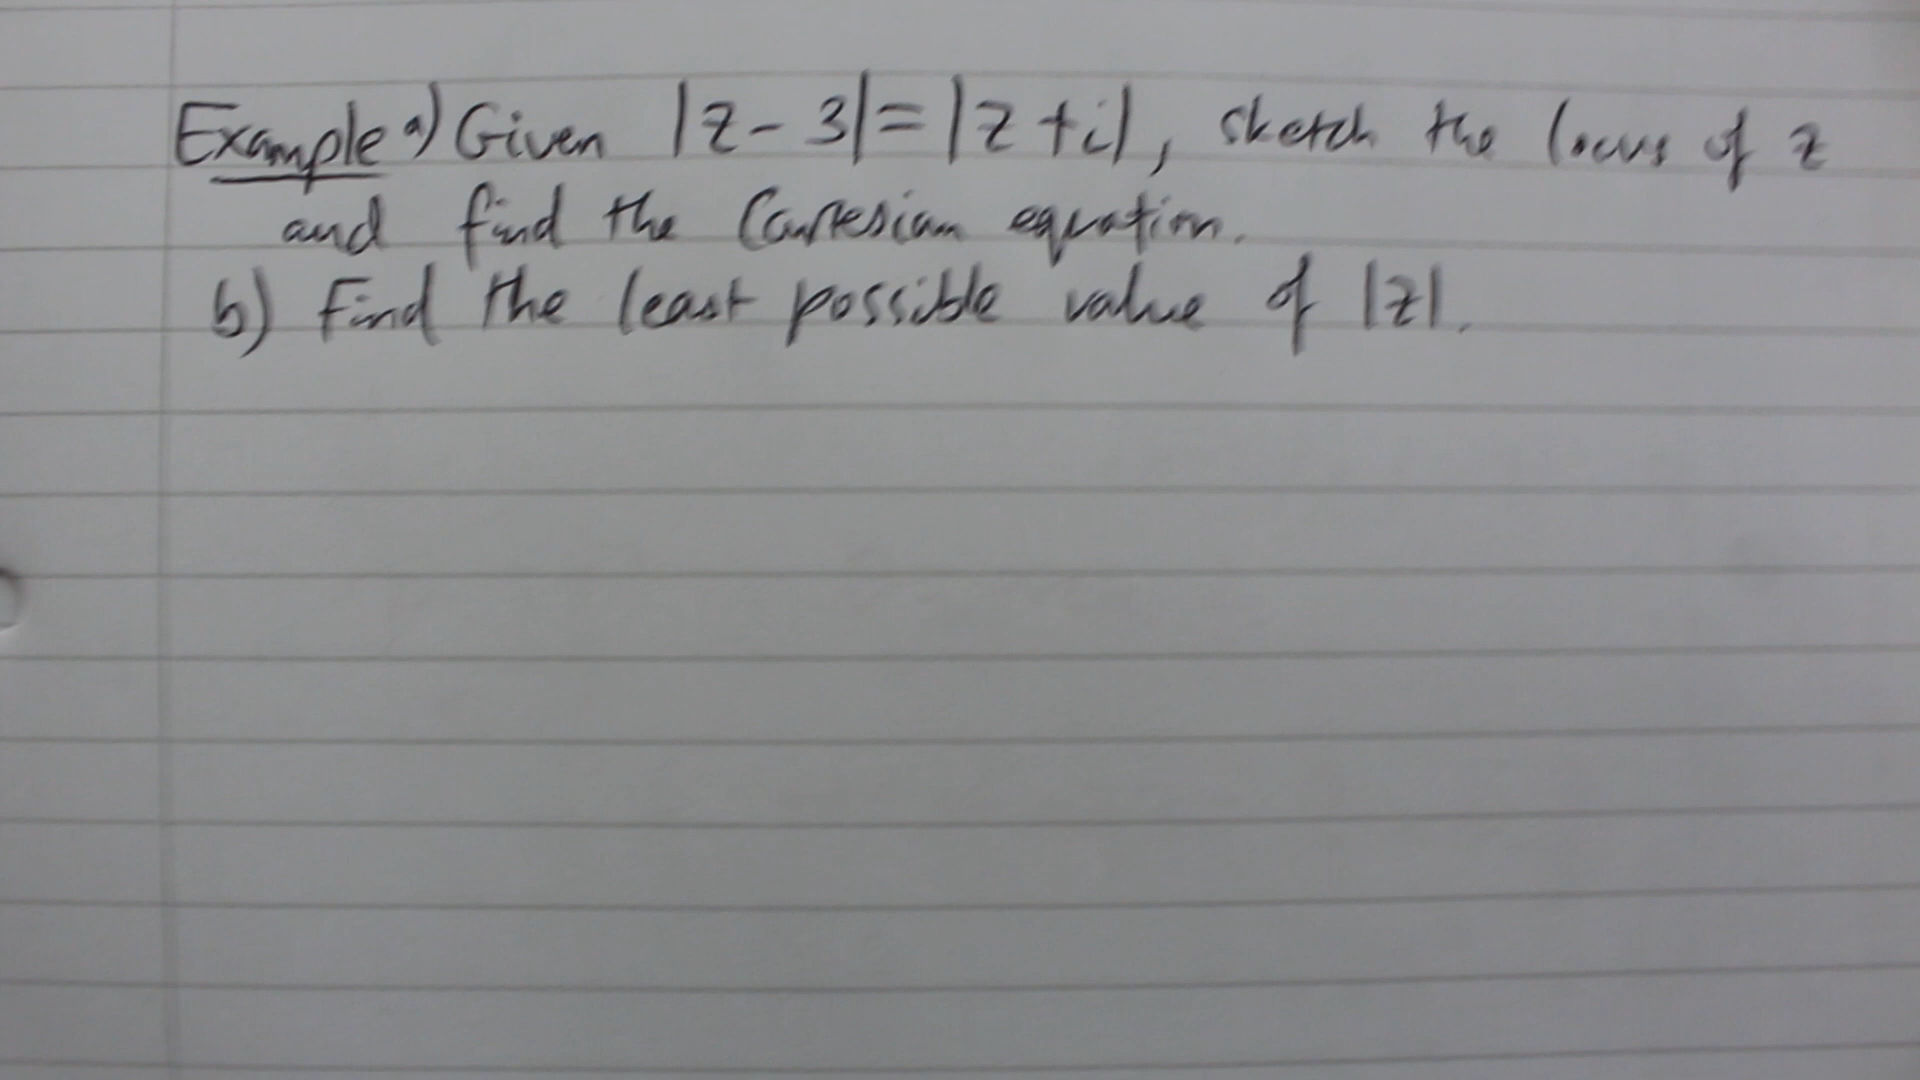 Example a) Given |z - 3| = |z + i|, sketch the locus of z
and find the Cartesian equation.
b) Find the least possible value of |z|.